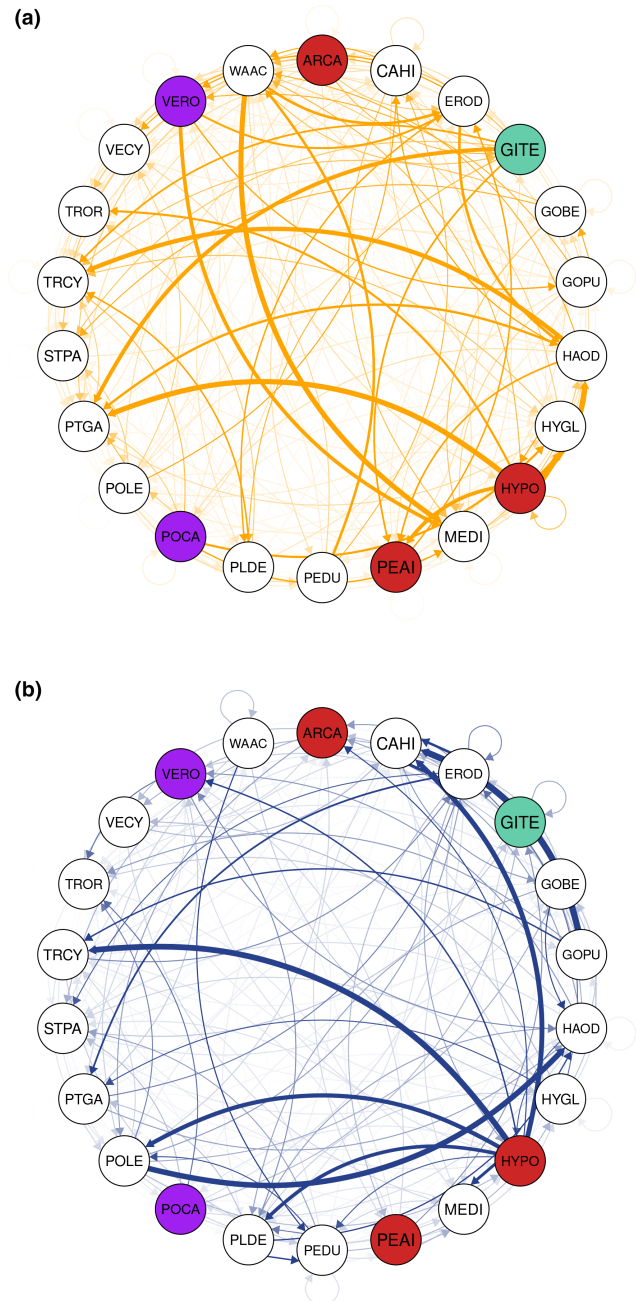 (a)
ARCA
WAAC
CAHI
VERO
EROD
VECY
GITE
TROR
GOBE
TRCY
GOPU
STPA
HAOD
PTGA
HYGL
POLE
HYPO
POCA
MEDI
PLDE
PEAI
PEDU
(b)
ARCA
WAAC
CAHI
VERO
EROD
VECY
GITE
TROR
GOBE
TRCY
GOPU
STPA
HAOD
PTGA
HYGL
POLE
HYPO
POCA
MEDI
PLDE
PEAI
PEDU